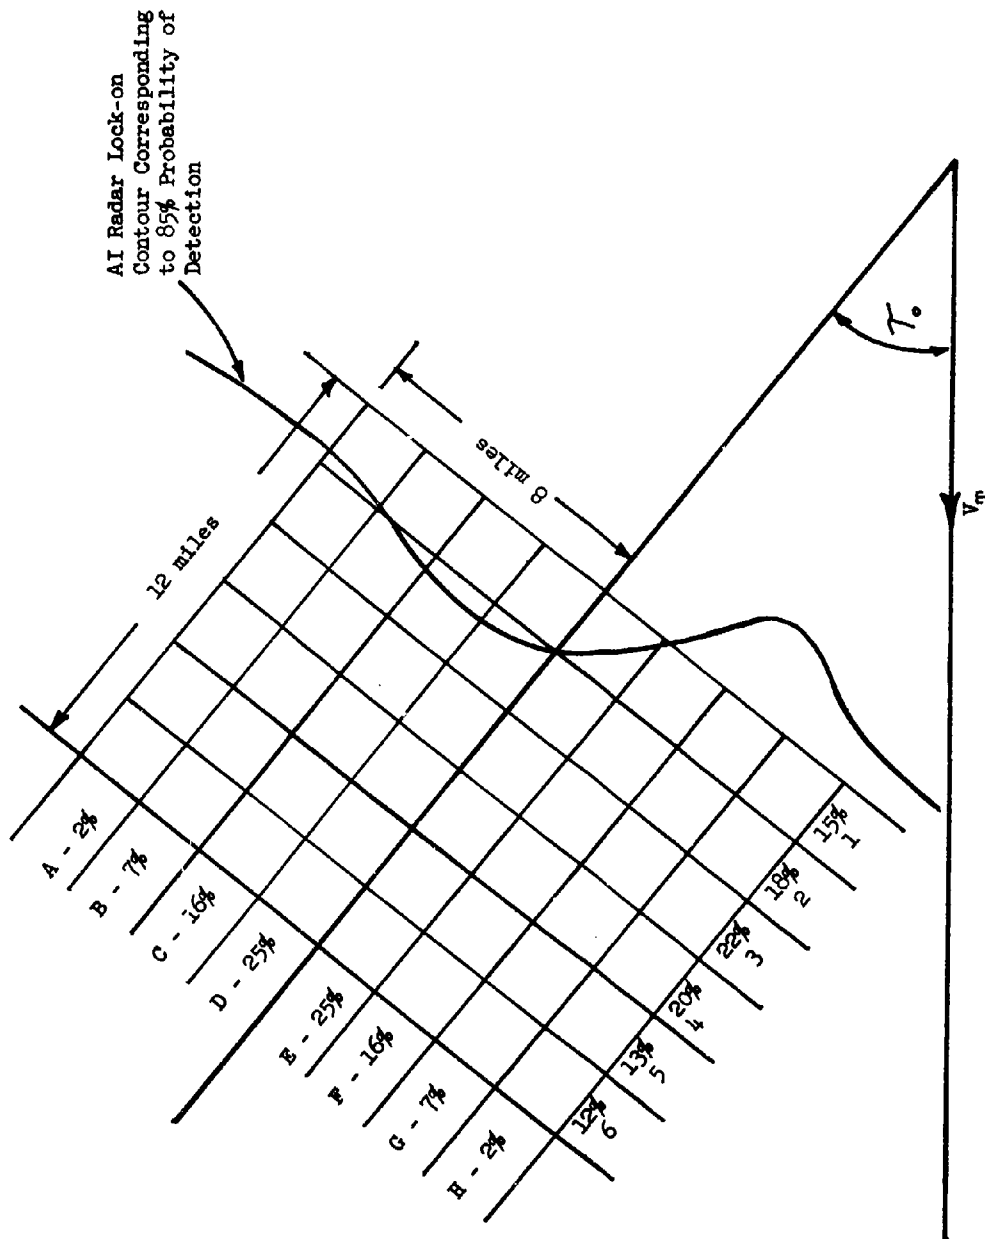 AI Radar Lock-on
Contour Corresponding
to 85% Probability of
Detection
12 miles
8 miles
A - 2%
B - 7%
C - 16%
D - 25%
E - 25%
F - 16%
G - 7%
H - 2%
15%
1
18%
2
22%
3
20%
4
13%
5
12%
6
τ₀
Vm